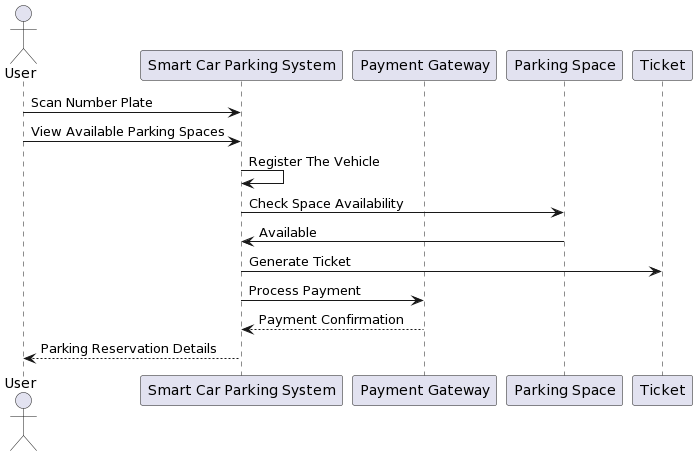 User
Smart Car Parking System
Payment Gateway
Parking Space
Ticket
Scan Number Plate
View Available Parking Spaces
Register The Vehicle
Check Space Availability
Available
Generate Ticket
Process Payment
Payment Confirmation
Parking Reservation Details
User
Smart Car Parking System
Payment Gateway
Parking Space
Ticket